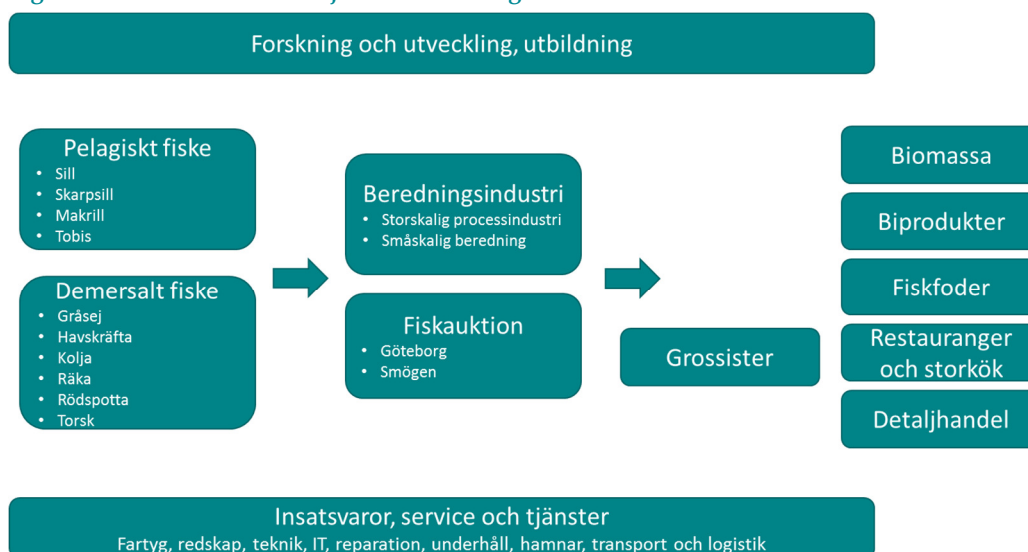 Forskning och utveckling, utbildning
Pelagiskt fiske
• Sill
• Skarpsill
• Makrill
• Tobis
Demersalt fiske
• Gråsej
• Havskräfta
• Kolja
• Räka
• Rödspotta
• Torsk
Beredningsindustri
• Storskalig processindustri
• Småskalig beredning
Fiskauktion
• Göteborg
• Smögen
Grossister
Biomassa
Biprodukter
Fiskfoder
Restauranger
och storkök
Detaljhandel
Insatsvaror, service och tjänster
Fartyg, redskap, teknik, IT, reparation, underhåll, hamnar, transport och logistik